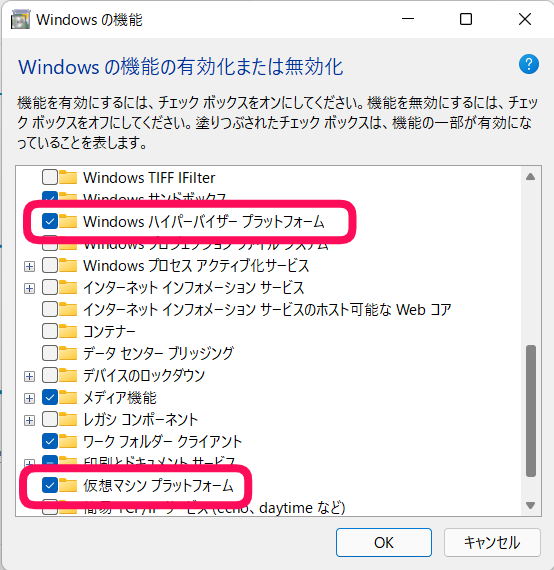 Windows の機能
Windows の機能の有効化または無効化
機能を有効にするには、チェック ボックスをオンにしてください。機能を無効にするには、チェッ
ク ボックスをオフにしてください。塗りつぶされたチェック ボックスは、機能の一部が有効になっ
ていることを表します。
Windows TIFF IFilter
Windows サンドボックス
Windows ハイパーバイザー プラットフォーム
Windows プロジェクション ファイル システム
Windows プロセス アクティブ化サービス
インターネット インフォメーション サービス
インターネット インフォメーション サービスのホスト可能な Web コア
コンテナー
データ センター ブリッジング
デバイスのロックダウン
メディア機能
レガシ コンポーネント
ワーク フォルダー クライアント
印刷とドキュメント サービス
仮想マシン プラットフォーム
簡易 TCP/IP サービス (echo、daytime など)
OK
キャンセル